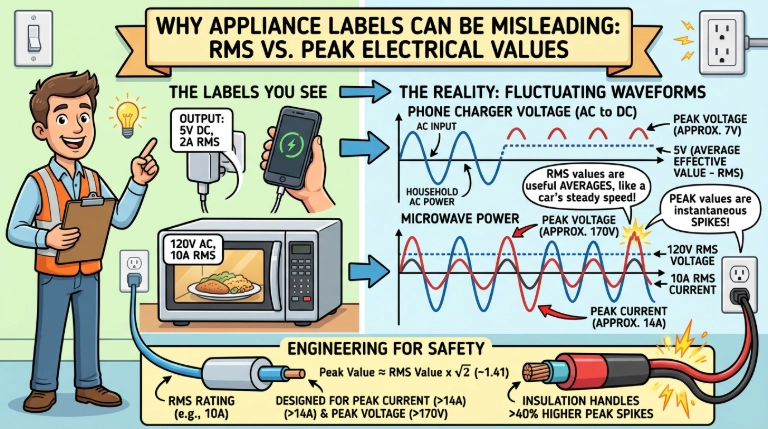 WHY APPLIANCE LABELS CAN BE MISLEADING:
RMS VS. PEAK ELECTRICAL VALUES
THE LABELS YOU SEE
OUTPUT:
5V DC,
2A RMS
120V AC,
10A RMS
THE REALITY: FLUCTUATING WAVEFORMS
PHONE CHARGER VOLTAGE (AC to DC)
AC INPUT
HOUSEHOLD
AC POWER
PEAK VOLTAGE
(APPROX. 7V)
5V (AVERAGE
EFFECTIVE
VALUE – RMS)
RMS values are
useful AVERAGES, like a
car's steady speed!
PEAK values are
instantaneous
SPIKES!
MICROWAVE POWER
PEAK VOLTAGE
(APPROX. 170V)
120V RMS
VOLTAGE
10A RMS
CURRENT
PEAK CURRENT
(APPROX. 14A)
ENGINEERING FOR SAFETY
Peak Value ≈ RMS Value x √2 (~1.41)
RMS RATING
(e.g., 10A)
DESIGNED FOR PEAK CURRENT (>14A)
(>14A) & PEAK VOLTAGE (>170V)
INSULATION HANDLES
>40% HIGHER PEAK SPIKES